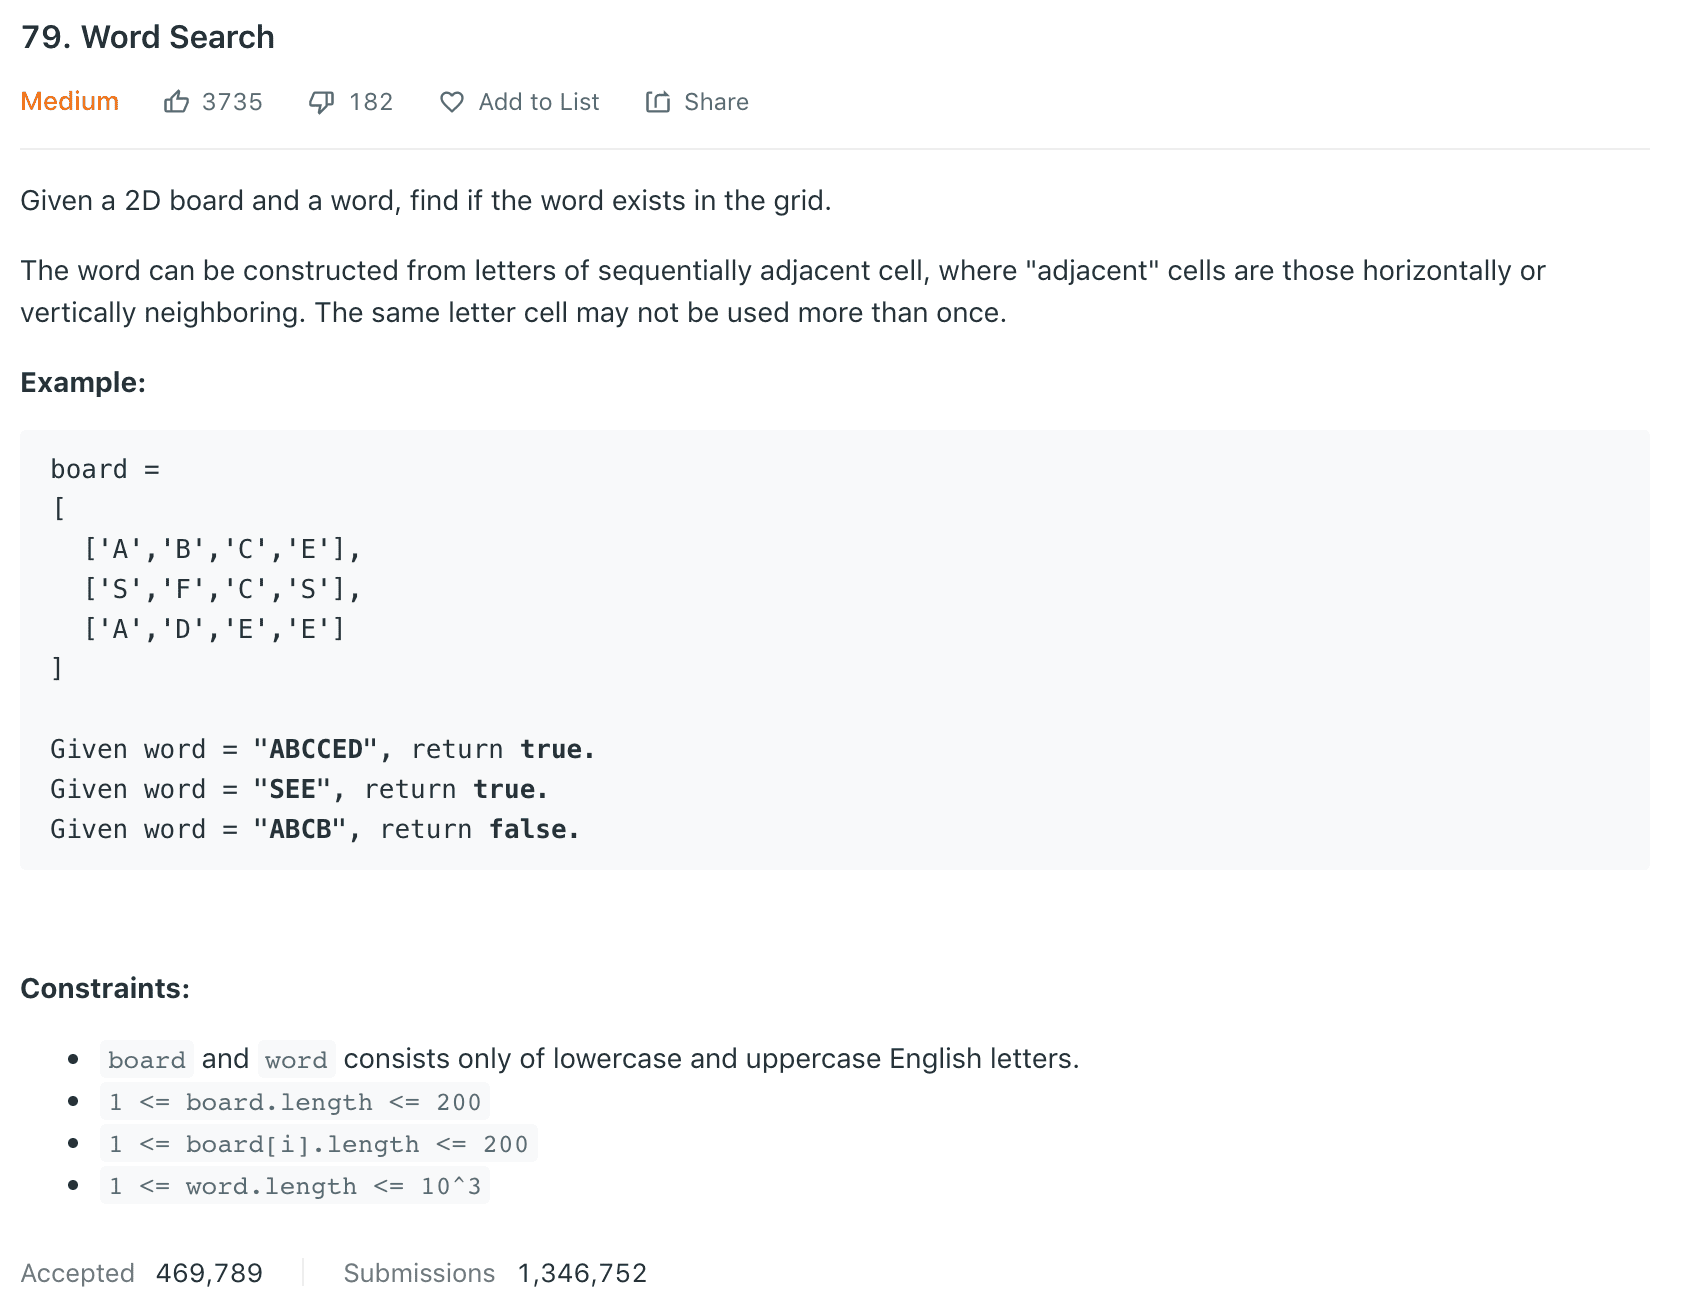 79. Word Search
Medium 3735 182 Add to List Share
Given a 2D board and a word, find if the word exists in the grid.
The word can be constructed from letters of sequentially adjacent cell, where "adjacent" cells are those horizontally or
vertically neighboring. The same letter cell may not be used more than once.
Example:
board =
[
  ['A','B','C','E'],
  ['S','F','C','S'],
  ['A','D','E','E']
]
Given word = "ABCCED", return true.
Given word = "SEE", return true.
Given word = "ABCB", return false.
Constraints:
• board and word consists only of lowercase and uppercase English letters.
• 1 <= board.length <= 200
• 1 <= board[i].length <= 200
• 1 <= word.length <= 10^3
Accepted 469,789 Submissions 1,346,752